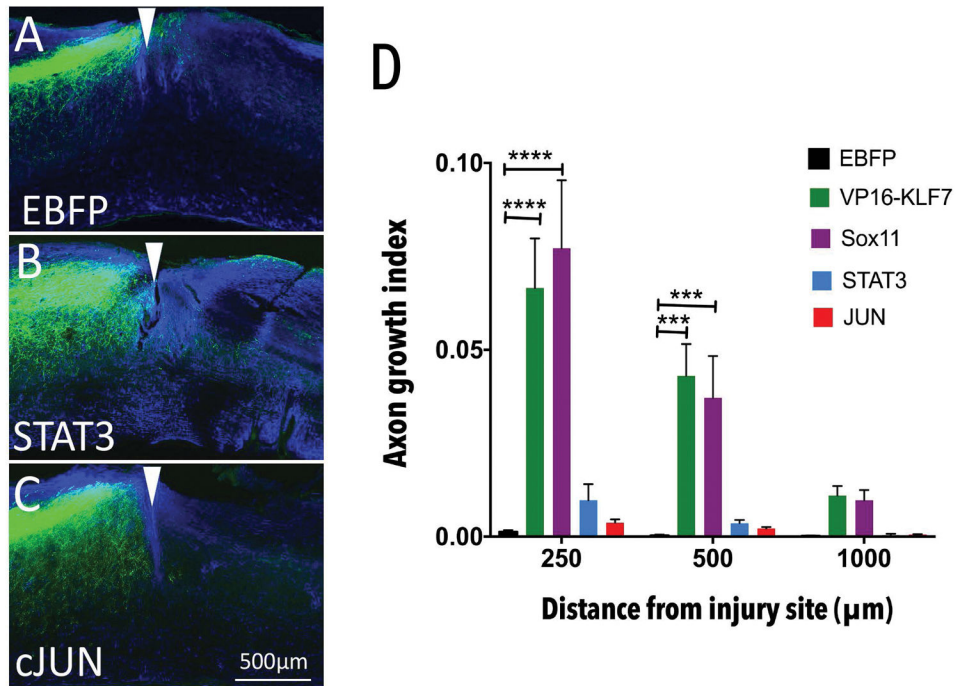 A
EBFP
B
STAT3
C
cJUN
500μm
D
Axon growth index
0.10
0.05
0.00
****
****
***
***
250
500
1000
Distance from injury site (μm)
EBFP
VP16-KLF7
Sox11
STAT3
JUN